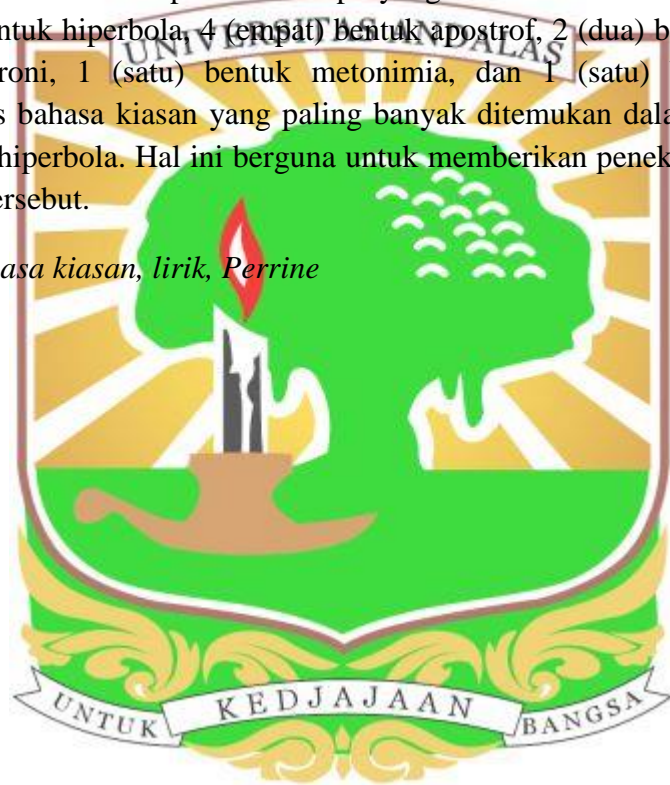 ntuk hiperbola, 4 (empat) bentuk apostrof, 2 (dua) b
UNIVERSITAS ANDALAS
roni, 1 (satu) bentuk metonimia, dan 1 (satu)
s bahasa kiasan yang paling banyak ditemukan dala
hiperbola. Hal ini berguna untuk memberikan penek
ersebut.
asa kiasan, lirik, Perrine
UNTUK KEDJAJAAN BANGSA